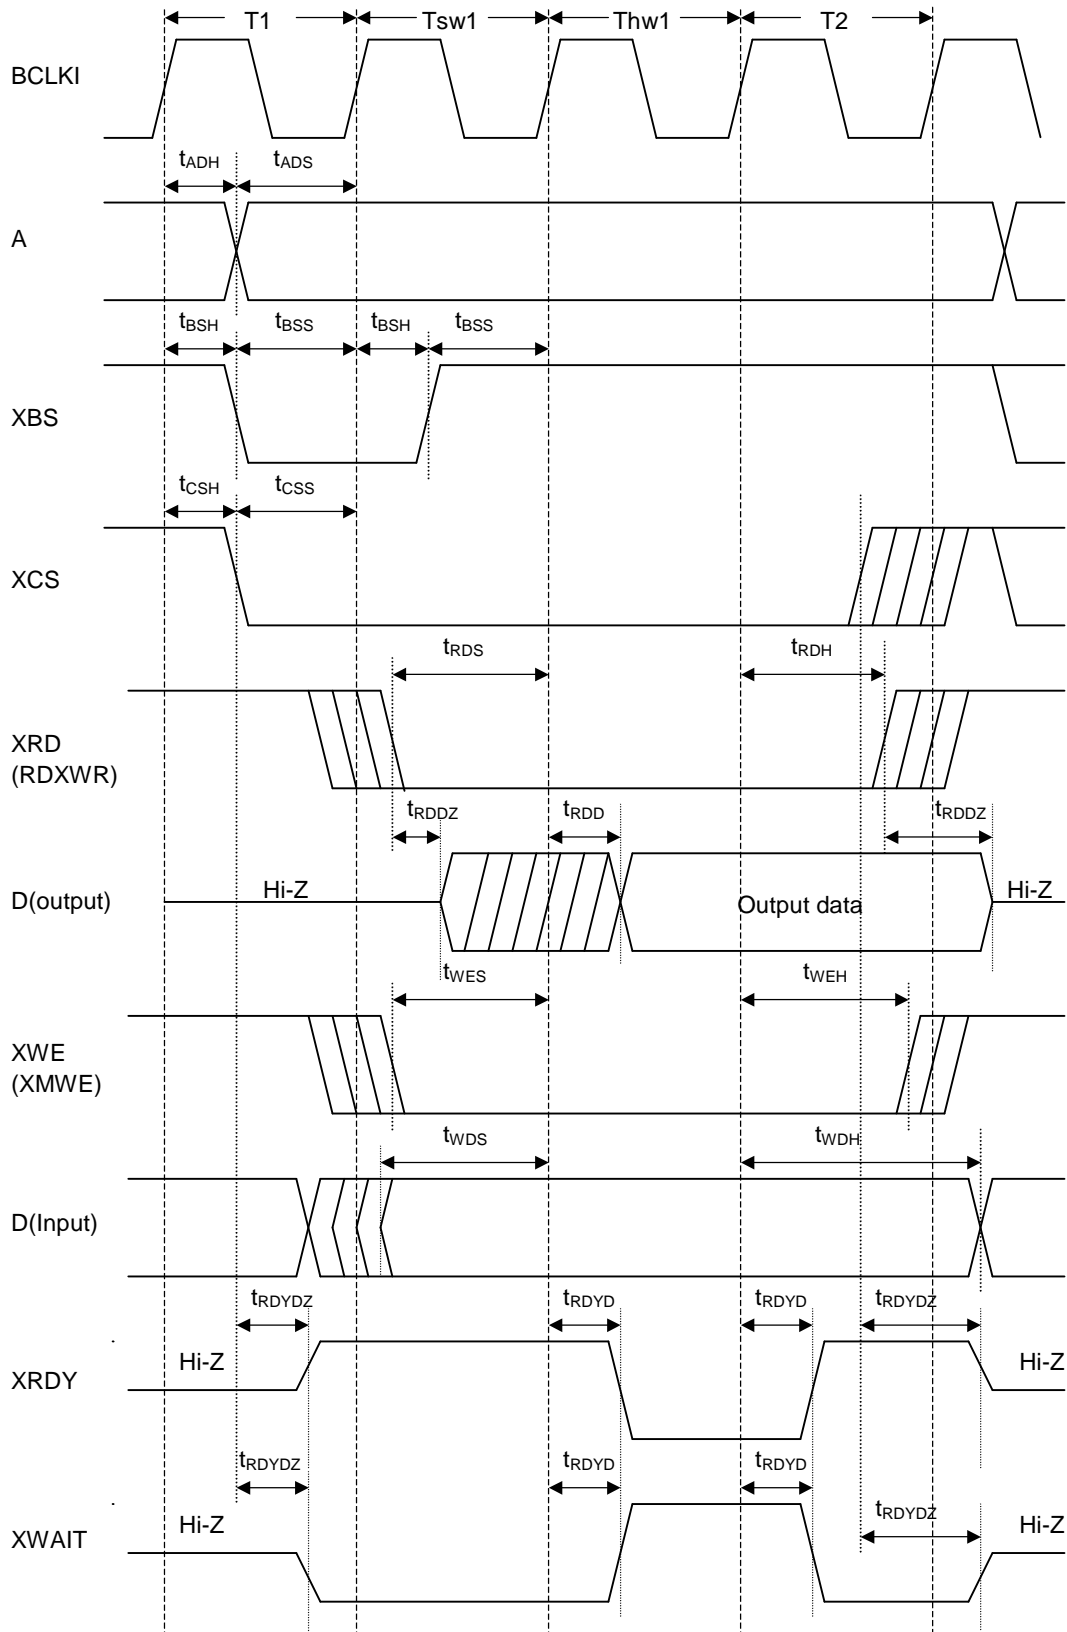 T1 Tsw1 Thw1 T2
BCLKI
tADH tADS
A
tBSH tBSS tBSH tBSS
XBS
tCSH tCSS
XCS
tRDS tRDH
XRD
(RDXWR)
tRDDZ tRDD tRDDZ
D(output) Hi-Z Output data Hi-Z
tWES tWEH
XWE
(XMWE)
tWDS tWDH
D(Input)
tRDYDZ tRDYD tRDYD tRDYDZ
XRDY Hi-Z Hi-Z
tRDYDZ tRDYD tRDYD tRDYDZ
XWAIT Hi-Z Hi-Z